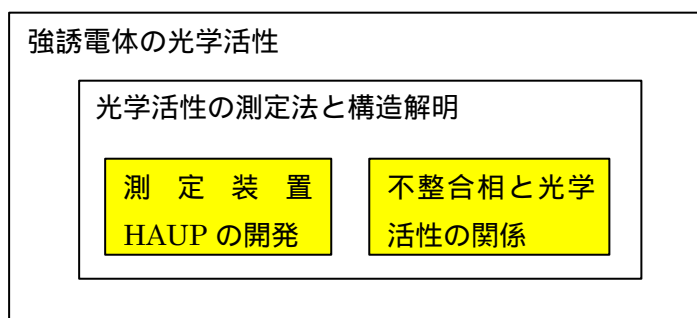 強誘電体の光学活性
光学活性の測定法と構造解明
測定装置
HAUP の開発
不整合相と光学
活性の関係